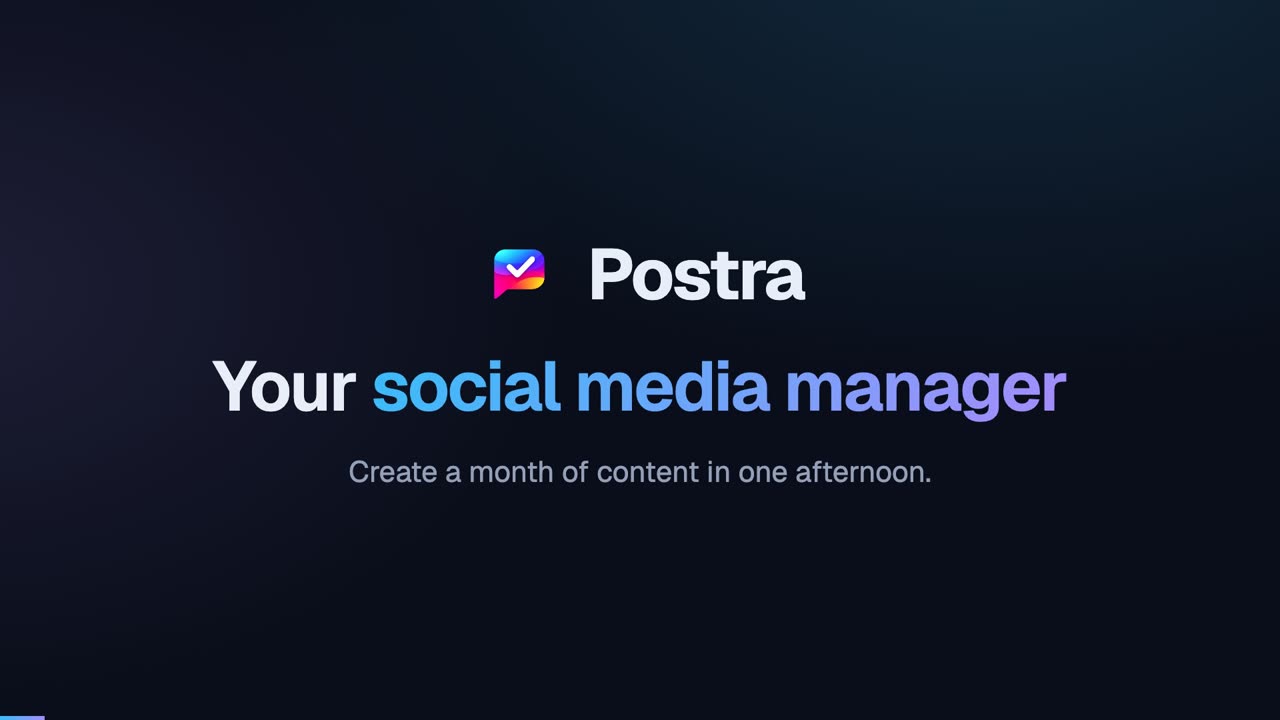 Postra
Your social media manager
Create a month of content in one afternoon.